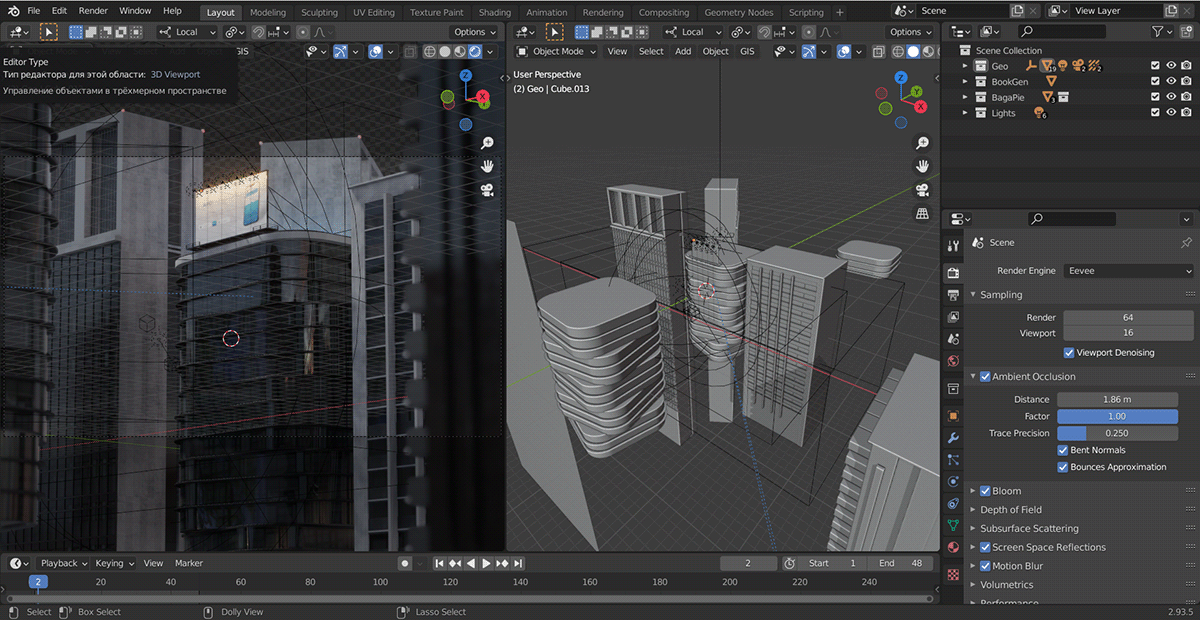 File Edit Render Window Help Layout Modeling Sculpting UV Editing Texture Paint Shading Animation Rendering Compositing Geometry Nodes Scripting + Scene View Layer
Local Options
GIS
Editor Type
Тип редактора для этой области: 3D Viewport
Управление объектами в трёхмерном пространстве
Z
X
Y
Local Options
Object Mode View Select Add Object GIS
User Perspective
(2) Geo | Cube.013
Z
Y
X
Scene Collection
Geo 19 2 2
BookGen
BagaPie 3
Lights 6
Scene
Render Engine Eevee
Sampling
Render 64
Viewport 16
Viewport Denoising
Ambient Occlusion
Distance 1.86 m
Factor 1.00
Trace Precision 0.250
Bent Normals
Bounces Approximation
Bloom
Depth of Field
Subsurface Scattering
Screen Space Reflections
Motion Blur
Volumetrics
Performance
Playback Keying View Marker 2 Start 1 End 48
2 20 40 60 80 100 120 140 160 180 200 220 240
Select Box Select Dolly View Lasso Select 2.93.5